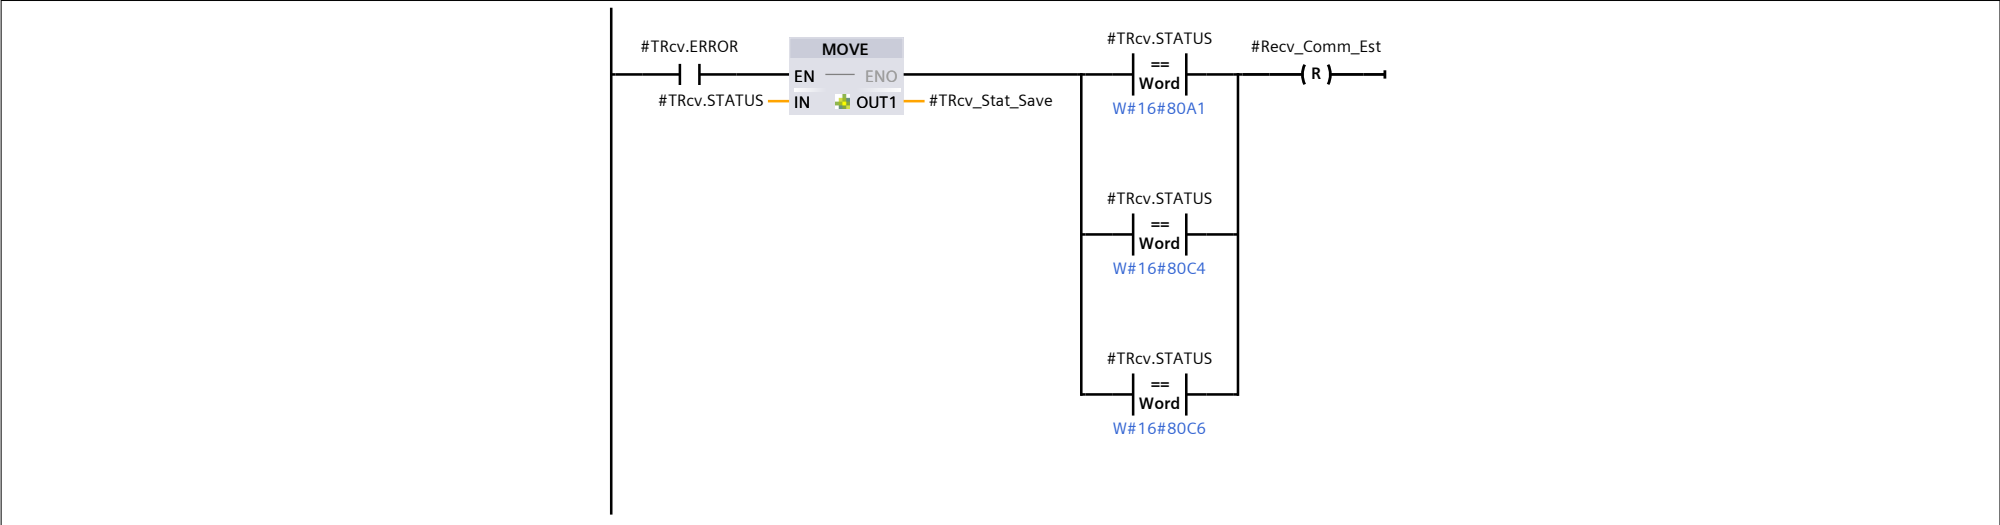 #TRcv.ERROR
MOVE
EN
ENO
#TRcv.STATUS
IN
OUT1
#TRcv_Stat_Save
#TRcv.STATUS
==
Word
W#16#80A1
#Recv_Comm_Est
( R )
#TRcv.STATUS
==
Word
W#16#80C4
#TRcv.STATUS
==
Word
W#16#80C6